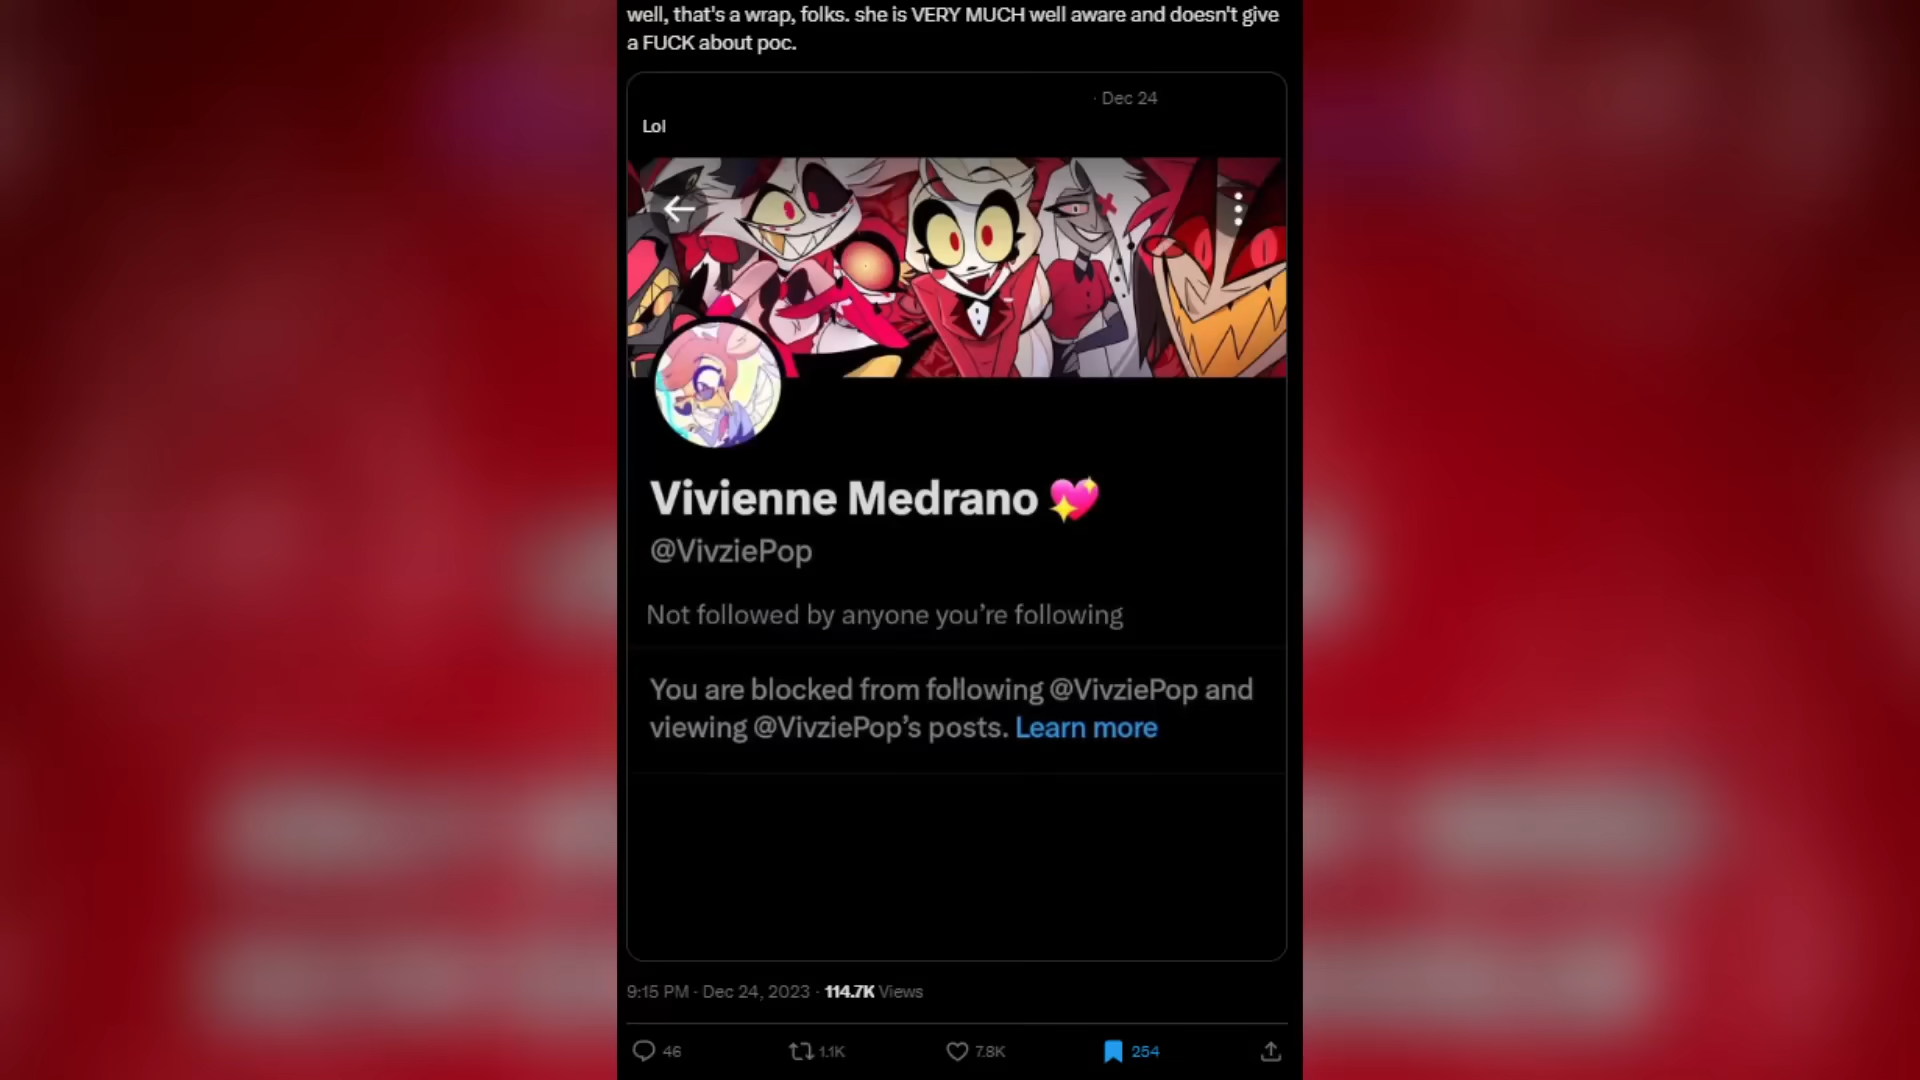 well, that's a wrap, folks. she is VERY MUCH well aware and doesn't give
a FUCK about poc.
· Dec 24
Lol
Vivienne Medrano 💖
@VivziePop
Not followed by anyone you're following
You are blocked from following @VivziePop and
viewing @VivziePop's posts. Learn more
9:15 PM · Dec 24, 2023 · 114.7K Views
46 1.1K 7.8K 254